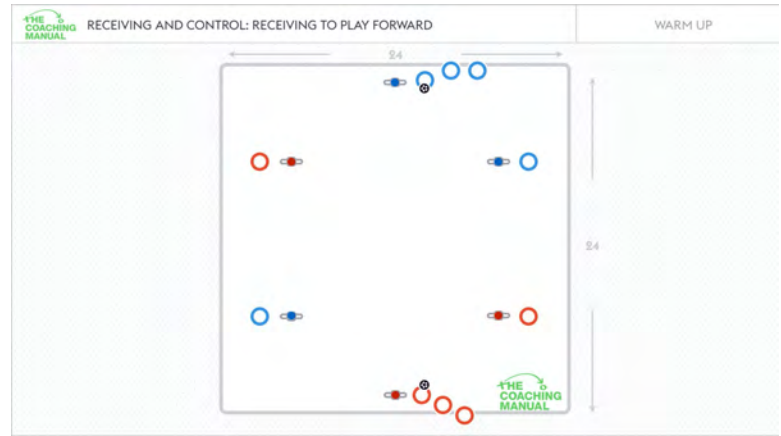 THE
COACHING
MANUAL
RECEIVING AND CONTROL: RECEIVING TO PLAY FORWARD
WARM UP
24
24
THE
COACHING
MANUAL